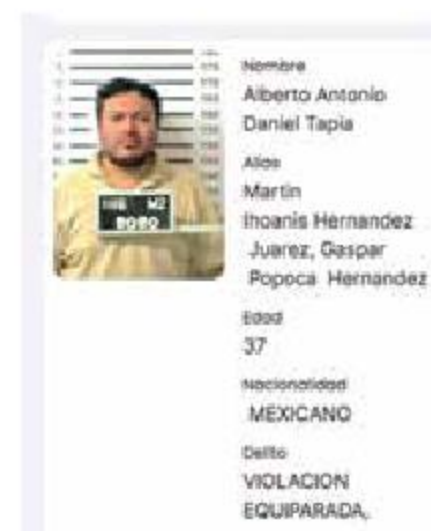 Nombre
Alberto Antonio
Daniel Tapia
Alias
Martin
Ihoanis Hernandez
Juarez, Gaspar
Popoca Hernandez
Edad
37
Nacionalidad
MEXICANO
Delito
VIOLACION
EQUIPARADA,